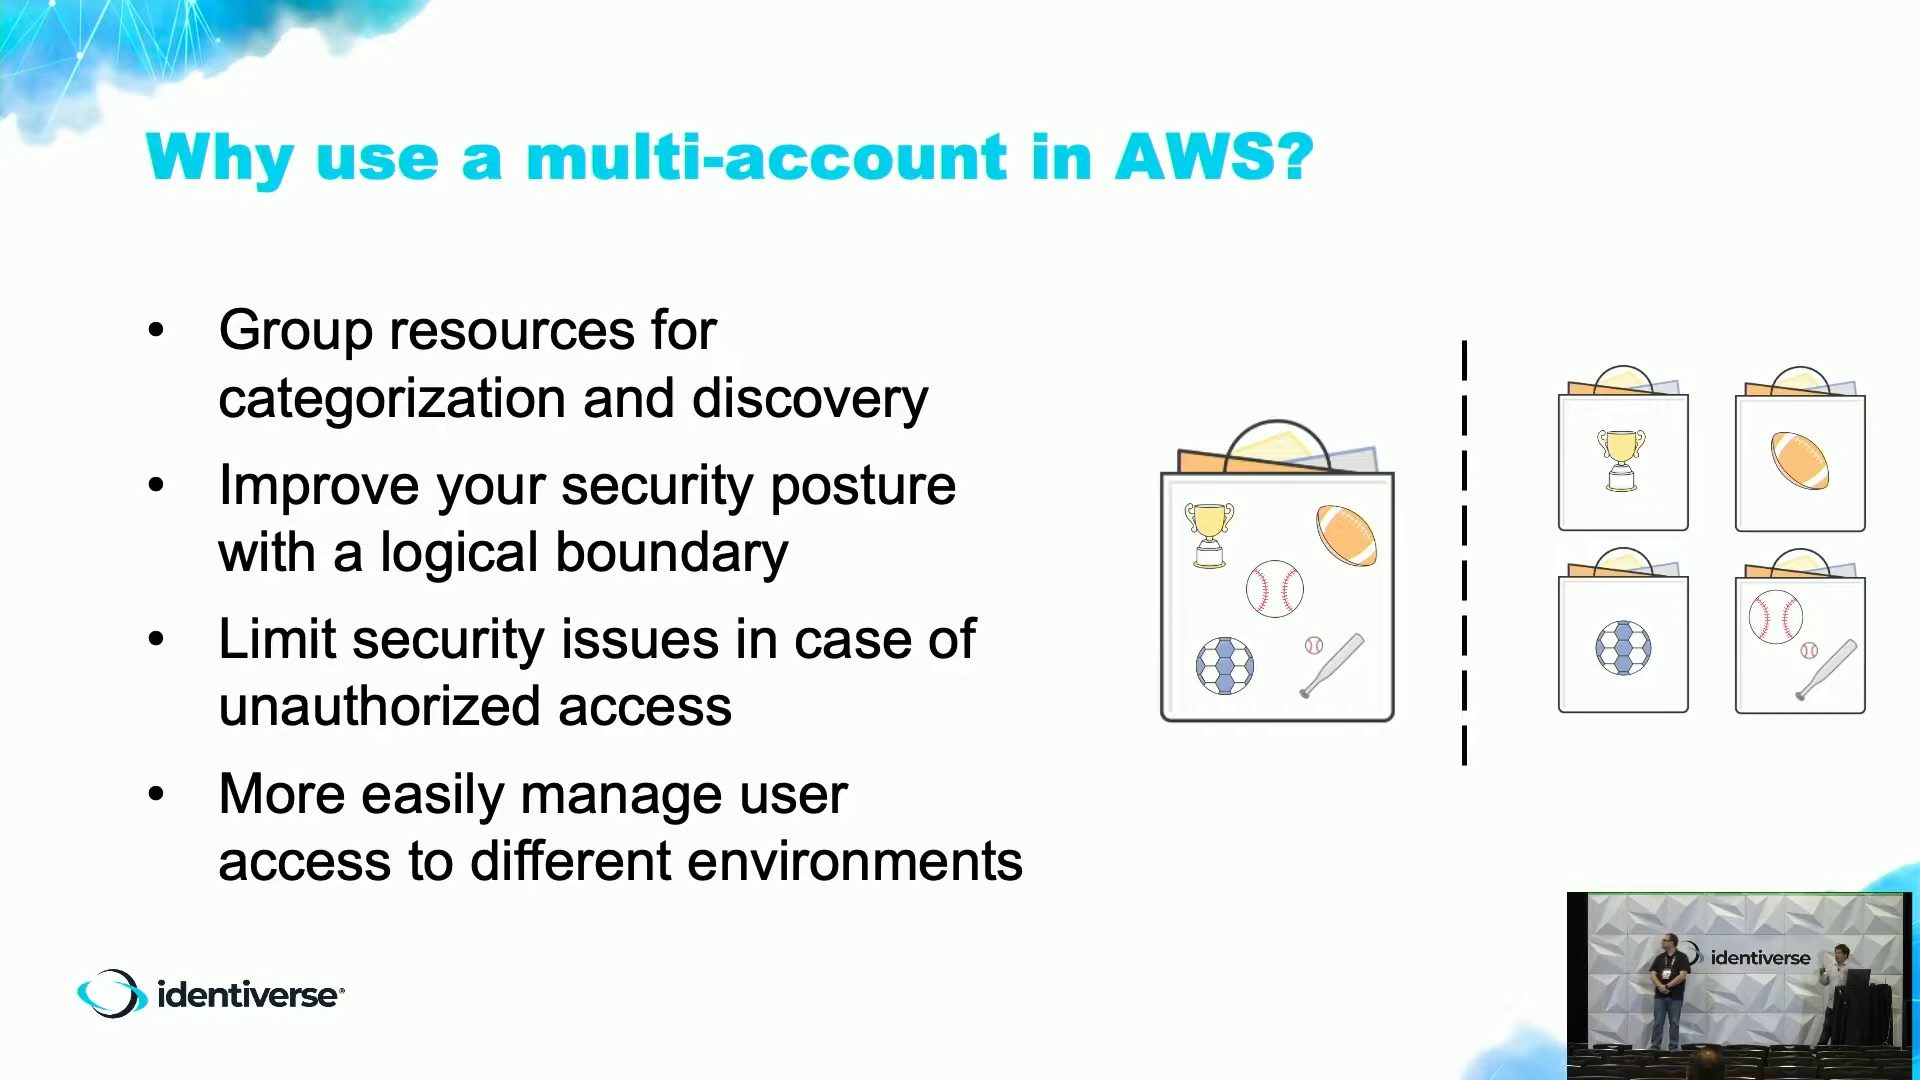 Why use a multi-account in AWS?
• Group resources for
categorization and discovery
• Improve your security posture
with a logical boundary
• Limit security issues in case of
unauthorized access
• More easily manage user
access to different environments
identiverse®
identiverse